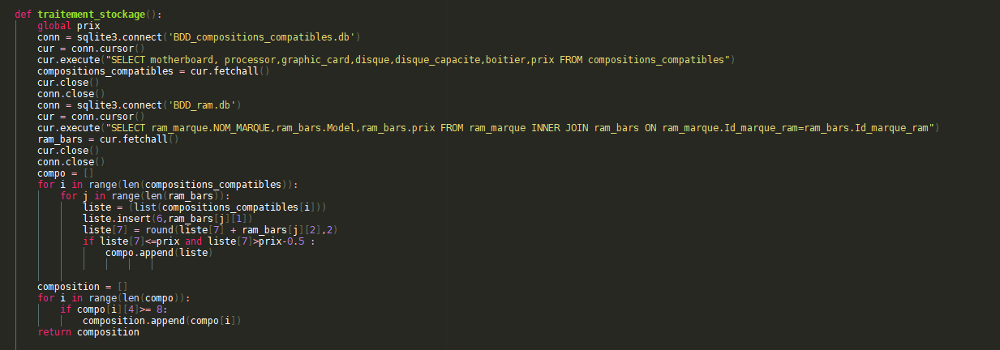 def traitement_stockage():
global prix
conn = sqlite3.connect('BDD_compositions_compatibles.db')
cur = conn.cursor()
cur.execute("SELECT motherboard, processor,graphic_card,disque,disque_capacite,boitier,prix FROM compositions_compatibles")
compositions_compatibles = cur.fetchall()
cur.close()
conn.close()
conn = sqlite3.connect('BDD_ram.db')
cur = conn.cursor()
cur.execute("SELECT ram_marque.NOM_MARQUE,ram_bars.Model,ram_bars.prix FROM ram_marque INNER JOIN ram_bars ON ram_marque.Id_marque_ram=ram_bars.Id_marque_ram")
ram_bars = cur.fetchall()
cur.close()
conn.close()
compo = []
for i in range(len(compositions_compatibles)):
for j in range(len(ram_bars)):
liste = (list(compositions_compatibles[i]))
liste.insert(6,ram_bars[j][1])
liste[7] = round(liste[7] + ram_bars[j][2],2)
if liste[7]<=prix and liste[7]>prix-0.5 :
compo.append(liste)
composition = []
for i in range(len(compo)):
if compo[i][4]>= 8:
composition.append(compo[i])
return composition